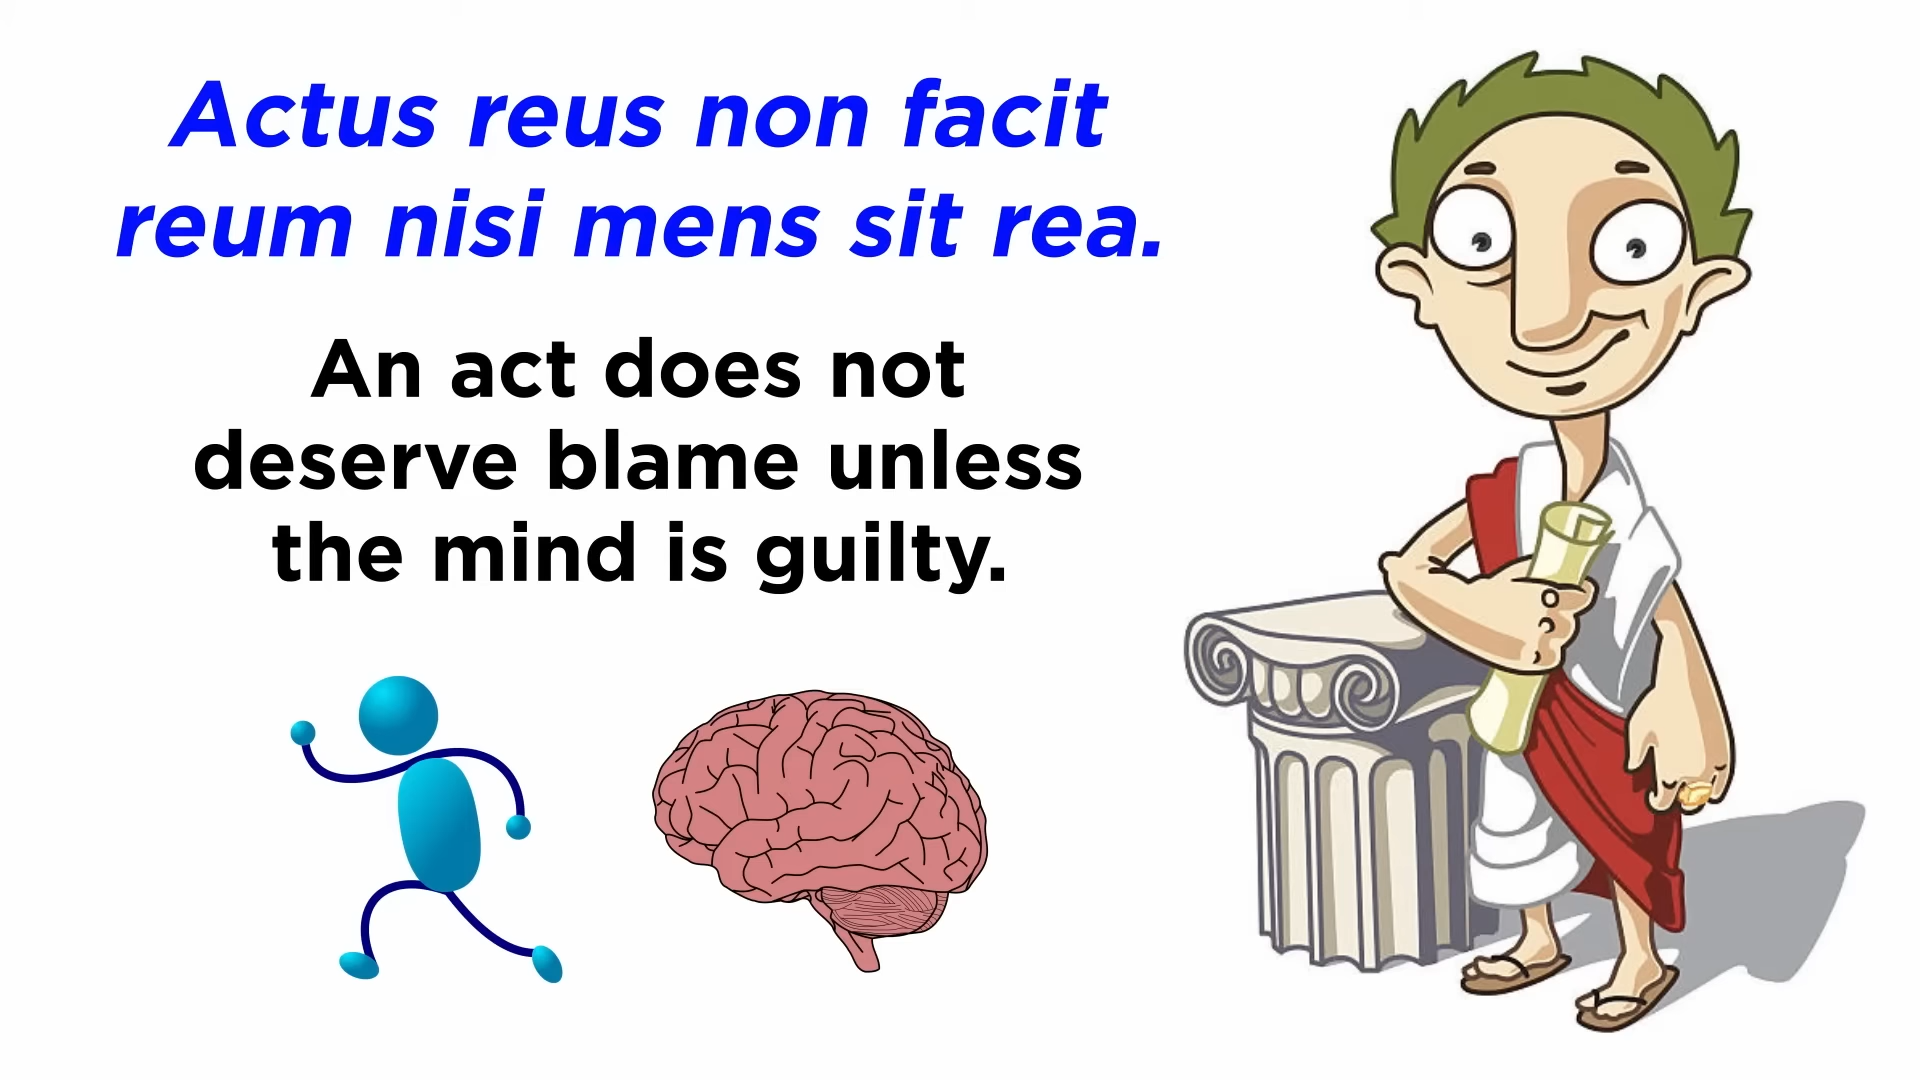 Actus reus non facit
reum nisi mens sit rea.
An act does not
deserve blame unless
the mind is guilty.